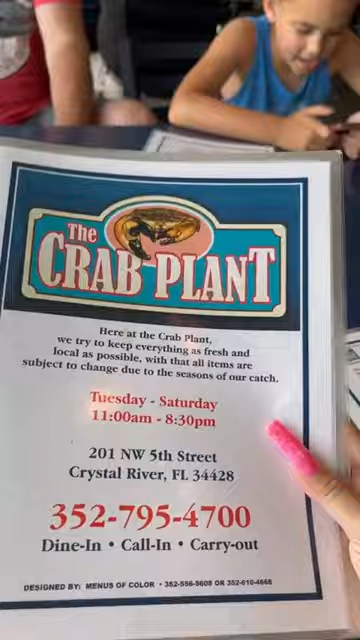 The
CRAB PLANT
Here at the Crab Plant,
we try to keep everything as fresh and
local as possible, with that all items are
subject to change due to the seasons of our catch.
Tuesday - Saturday
11:00am - 8:30pm
201 NW 5th Street
Crystal River, FL 34428
352-795-4700
Dine-In • Call-In • Carry-out
DESIGNED BY: MENUS OF COLOR • 352-556-5608 OR 352-610-4668